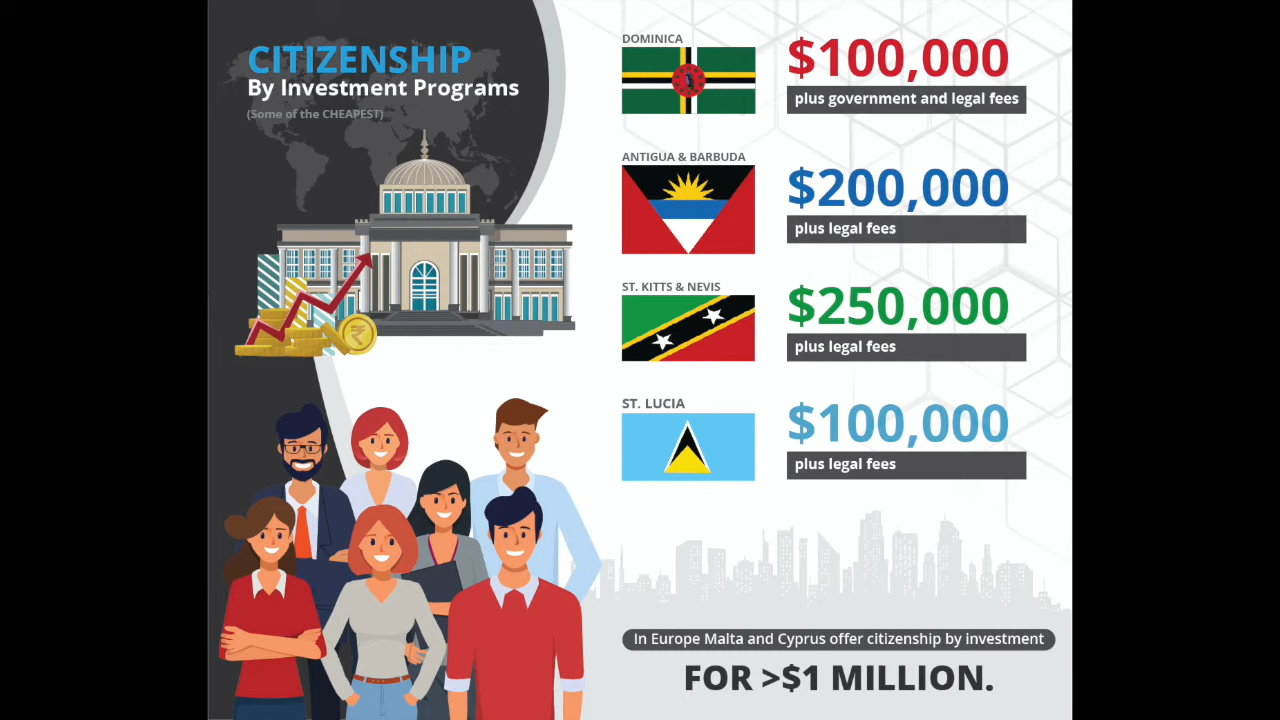 CITIZENSHIP
By Investment Programs
(Some of the CHEAPEST)
DOMINICA
$100,000
plus government and legal fees
ANTIGUA & BARBUDA
$200,000
plus legal fees
ST. KITTS & NEVIS
$250,000
plus legal fees
ST. LUCIA
$100,000
plus legal fees
₹
In Europe Malta and Cyprus offer citizenship by investment
FOR >$1 MILLION.